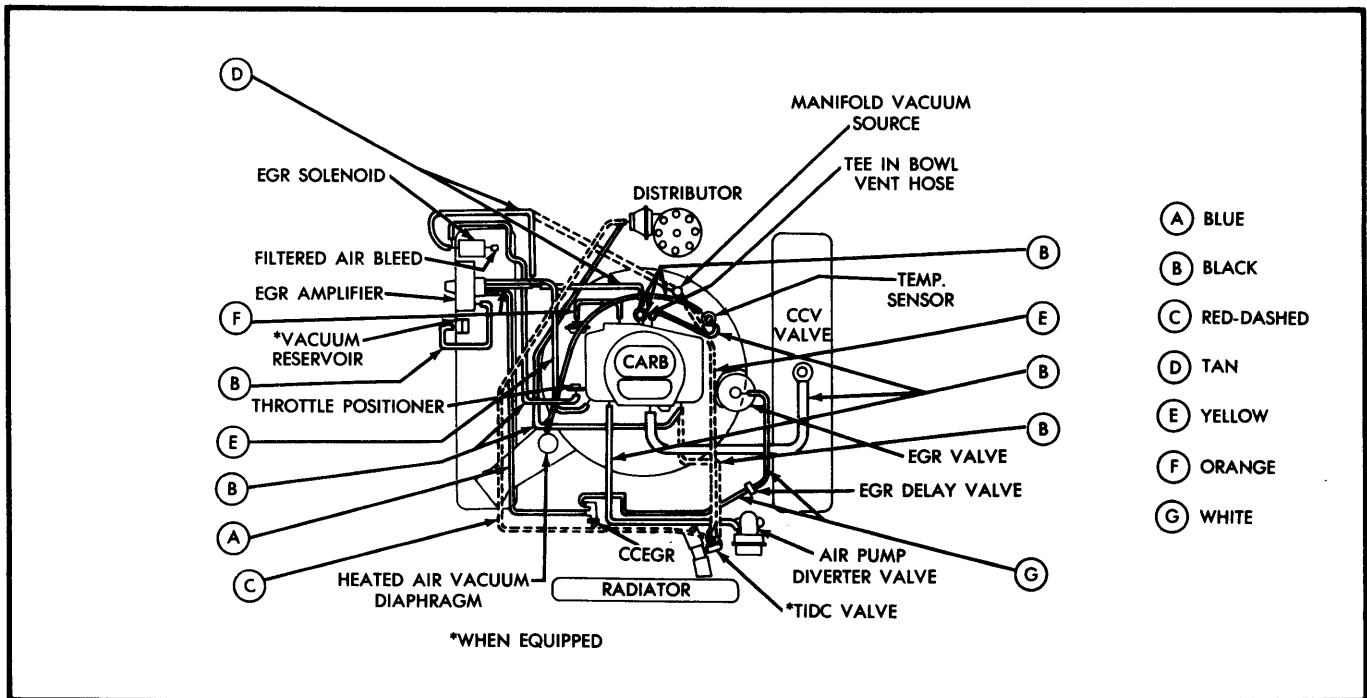 D
MANIFOLD VACUUM
SOURCE
EGR SOLENOID
TEE IN BOWL
VENT HOSE
DISTRIBUTOR
A BLUE
FILTERED AIR BLEED
B
B BLACK
EGR AMPLIFIER
TEMP.
SENSOR
F
CCV
VALVE
C RED-DASHED
*VACUUM
RESERVOIR
E
CARB
D TAN
B
B
THROTTLE POSITIONER
E YELLOW
E
B
EGR VALVE
F ORANGE
B
EGR DELAY VALVE
G WHITE
A
CCEGR
AIR PUMP
DIVERTER VALVE
G
C
HEATED AIR VACUUM
DIAPHRAGM
RADIATOR
*TIDC VALVE
*WHEN EQUIPPED